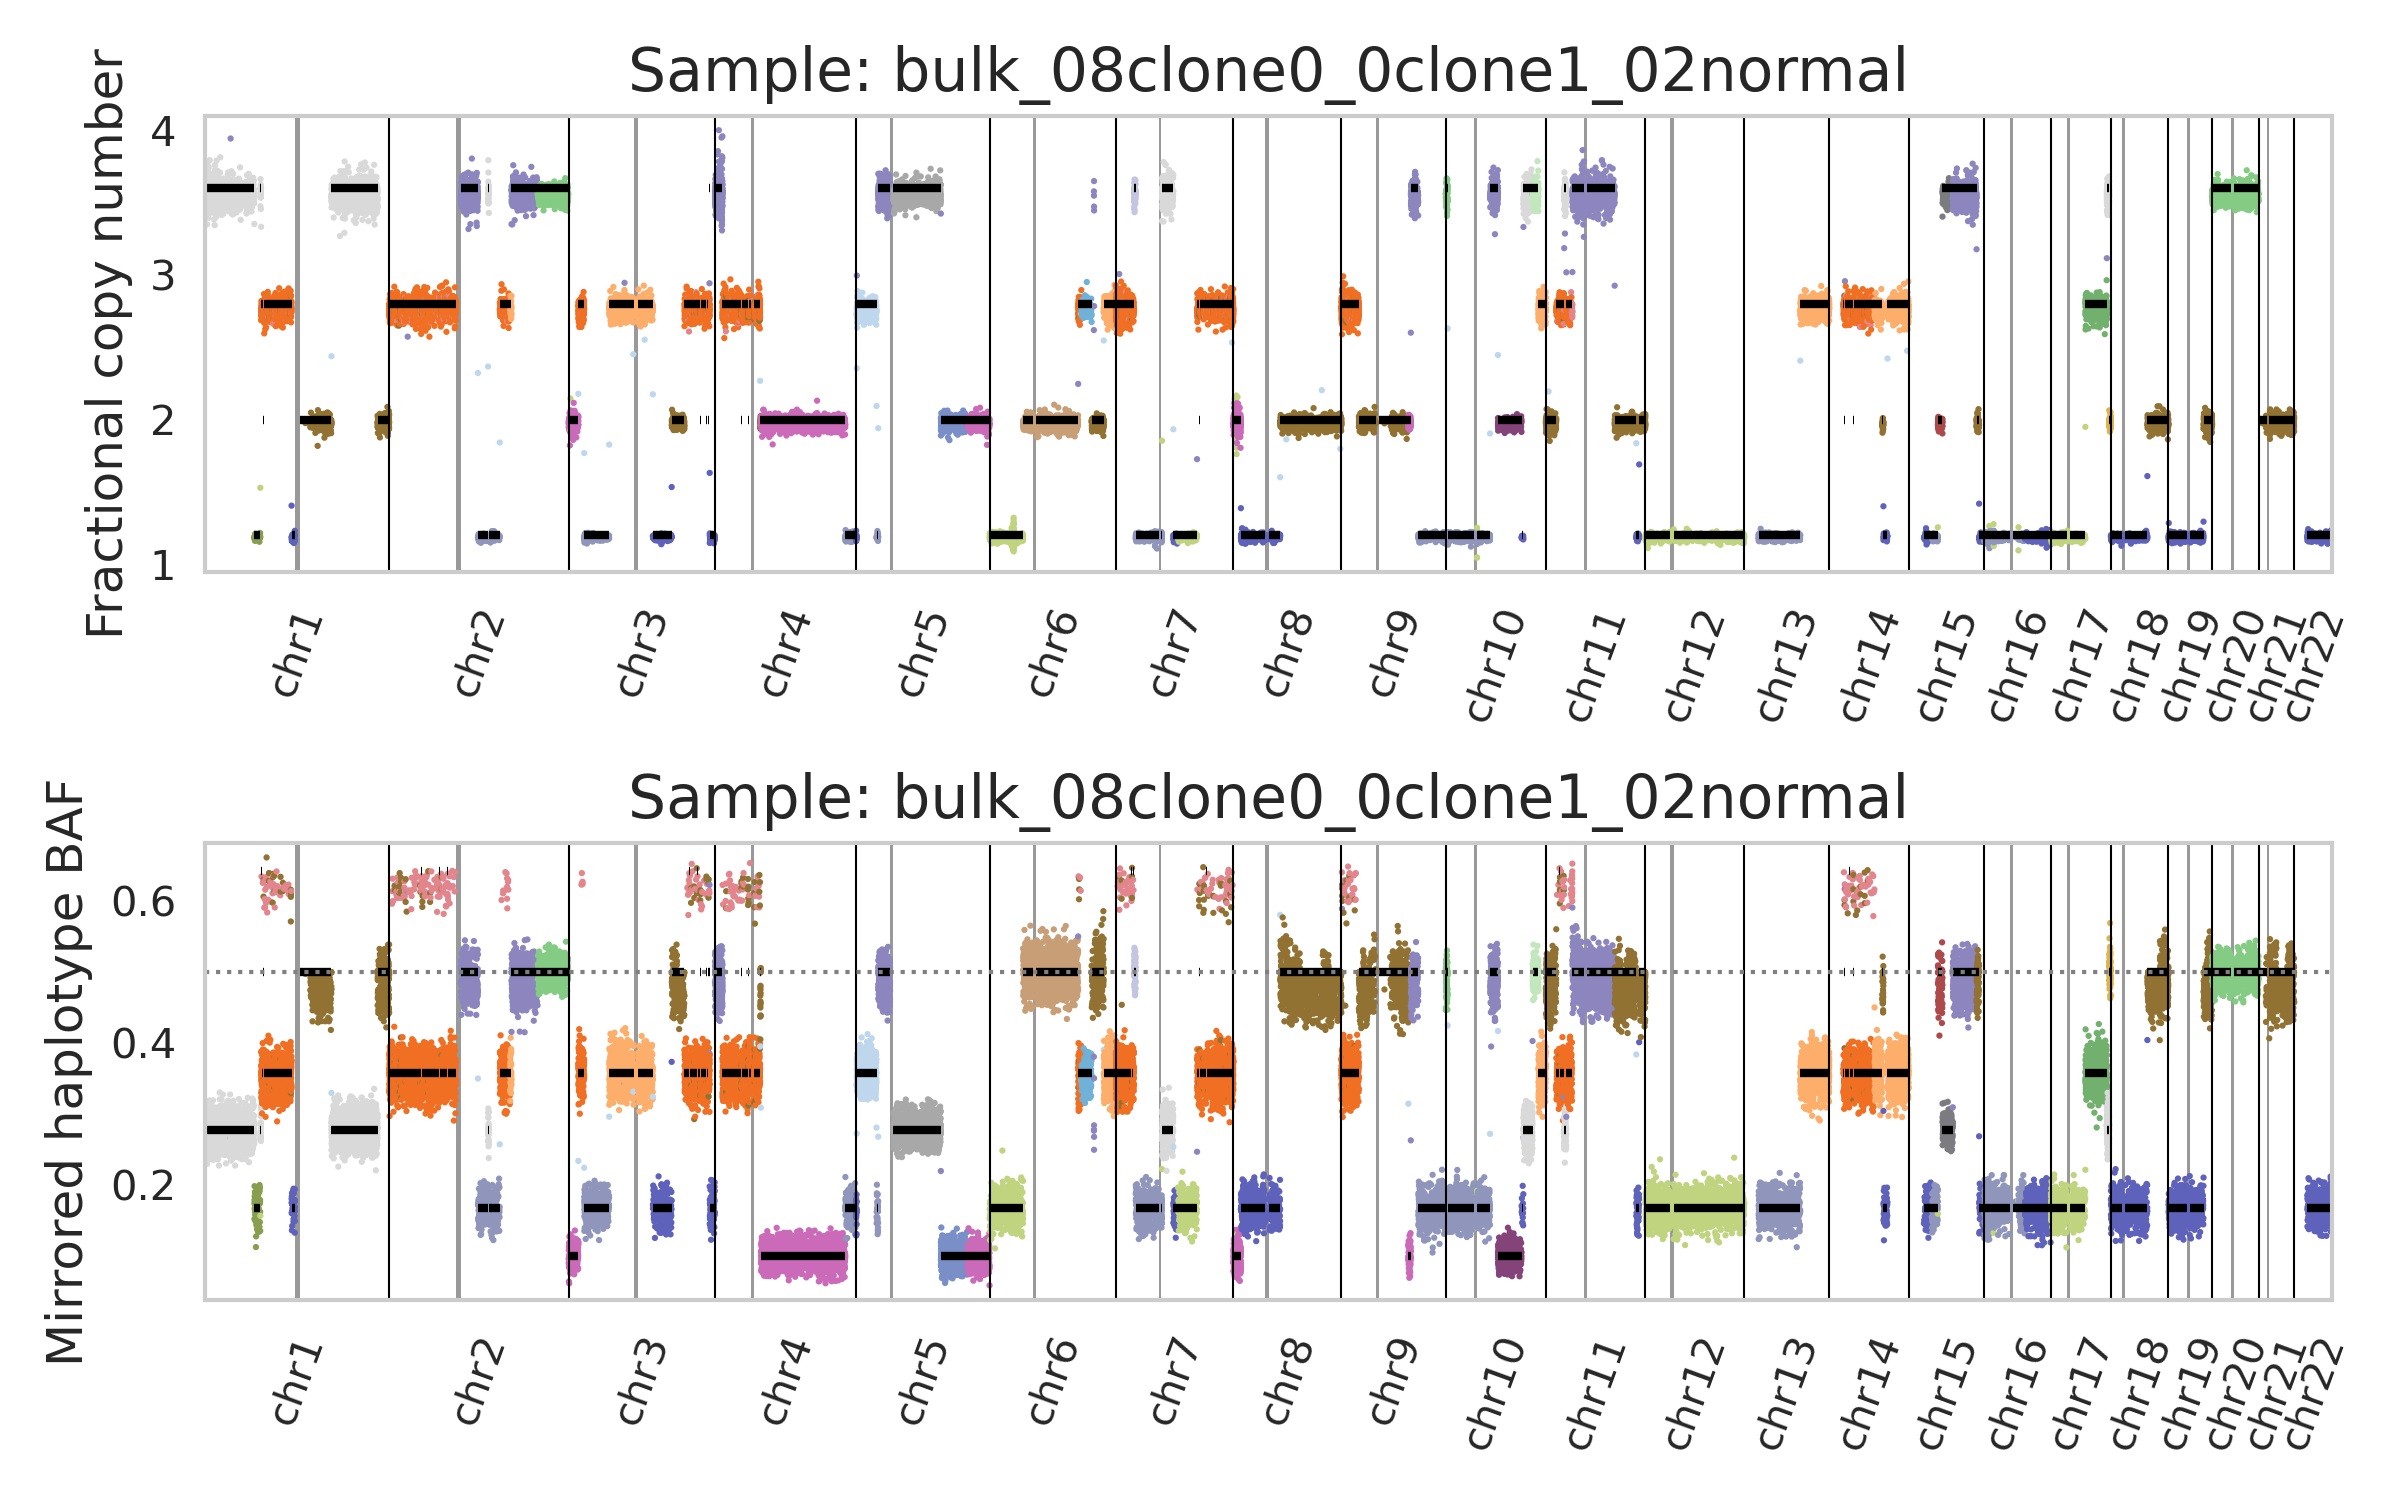 Sample: bulk_08clone0_0clone1_02normal
Fractional copy number
4
3
2
1
chr1
chr2
chr3
chr4
chr5
chr6
chr7
chr8
chr9
chr10
chr11
chr12
chr13
chr14
chr15
chr16
chr17
chr18
chr19
chr20
chr21
chr22
Sample: bulk_08clone0_0clone1_02normal
Mirrored haplotype BAF
0.6
0.4
0.2
chr1
chr2
chr3
chr4
chr5
chr6
chr7
chr8
chr9
chr10
chr11
chr12
chr13
chr14
chr15
chr16
chr17
chr18
chr19
chr20
chr21
chr22